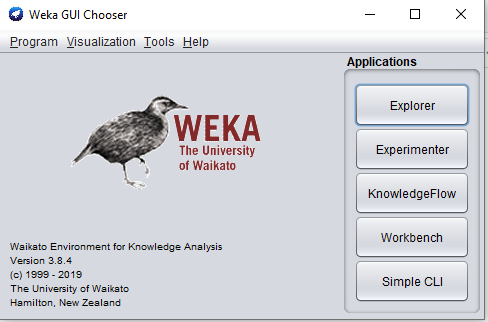 Weka GUI Chooser
Program Visualization Tools Help
Applications
Explorer
Experimenter
KnowledgeFlow
Workbench
Simple CLI
WEKA
The University
of Waikato
Waikato Environment for Knowledge Analysis
Version 3.8.4
(c) 1999 - 2019
The University of Waikato
Hamilton, New Zealand